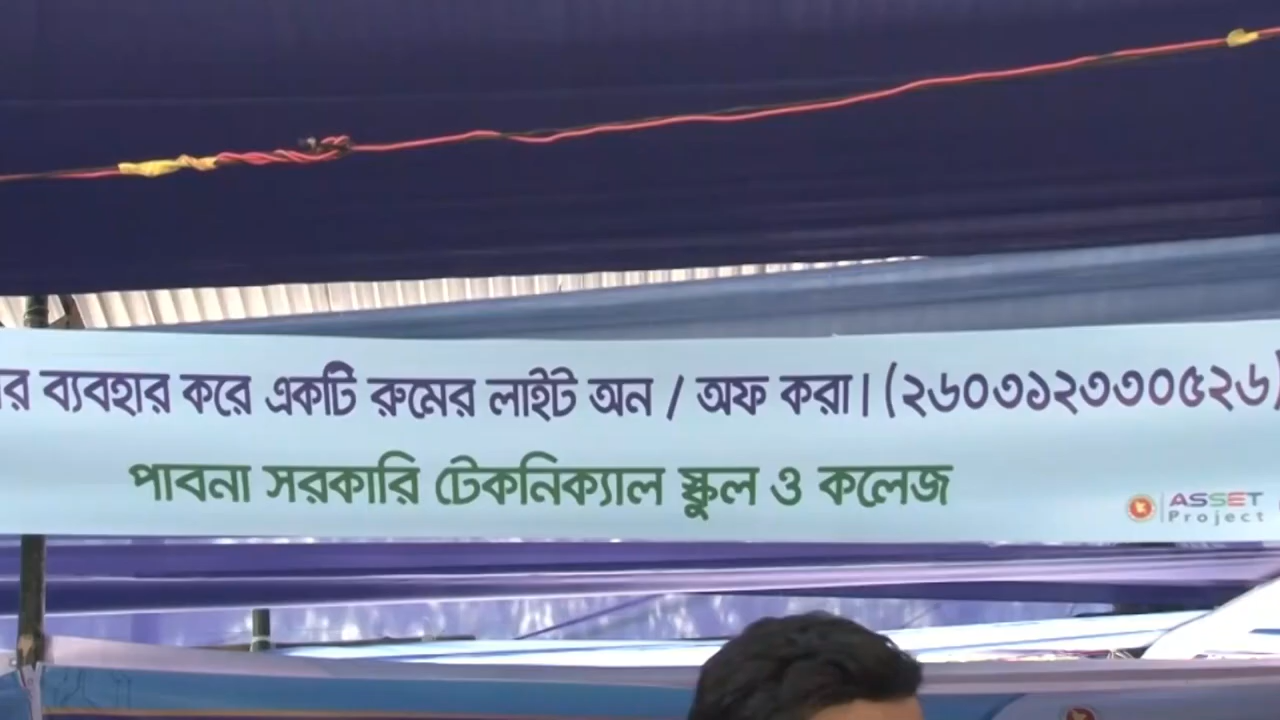 ব্যবহার করে একটি রুমের লাইট অন / অফ করা। (২৬০৩১২৩৩০৫২৬)
পাবনা সরকারি টেকনিক্যাল স্কুল ও কলেজ
ASSET
Project